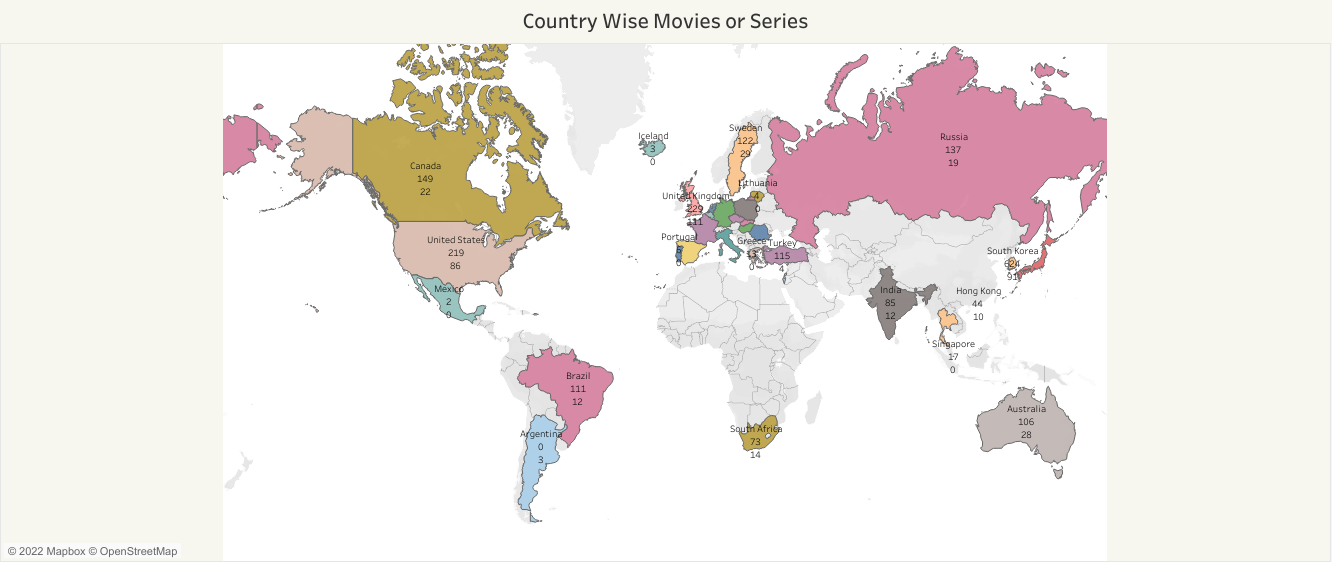 Country Wise Movies or Series
Iceland
3
0
Sweden
122
29
Russia
137
19
Canada
149
22
Lithuania
4
0
United Kingdom
229
111
United States
219
86
Portugal
0
Greece
13
0
Turkey
115
4
South Korea
91
Mexico
2
0
India
85
12
Hong Kong
44
10
Singapore
17
0
Brazil
111
12
Argentina
0
3
South Africa
73
14
Australia
106
28
© 2022 Mapbox © OpenStreetMap